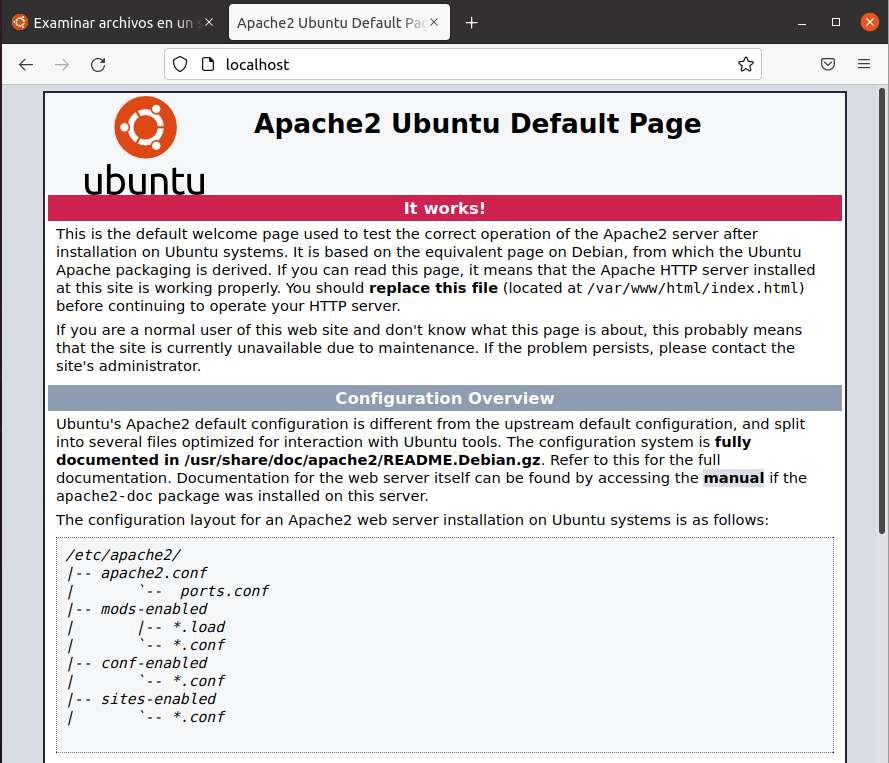 Examinar archivos en un s
Apache2 Ubuntu Default Pag
localhost
ubuntu
Apache2 Ubuntu Default Page
It works!
This is the default welcome page used to test the correct operation of the Apache2 server after
installation on Ubuntu systems. It is based on the equivalent page on Debian, from which the Ubuntu
Apache packaging is derived. If you can read this page, it means that the Apache HTTP server installed
at this site is working properly. You should replace this file (located at /var/www/html/index.html)
before continuing to operate your HTTP server.
If you are a normal user of this web site and don't know what this page is about, this probably means
that the site is currently unavailable due to maintenance. If the problem persists, please contact the
site's administrator.
Configuration Overview
Ubuntu's Apache2 default configuration is different from the upstream default configuration, and split
into several files optimized for interaction with Ubuntu tools. The configuration system is fully
documented in /usr/share/doc/apache2/README.Debian.gz. Refer to this for the full
documentation. Documentation for the web server itself can be found by accessing the manual if the
apache2-doc package was installed on this server.
The configuration layout for an Apache2 web server installation on Ubuntu systems is as follows:
/etc/apache2/
|-- apache2.conf
|       `--  ports.conf
|-- mods-enabled
|       |-- *.load
|       `-- *.conf
|-- conf-enabled
|       `-- *.conf
|-- sites-enabled
|       `-- *.conf